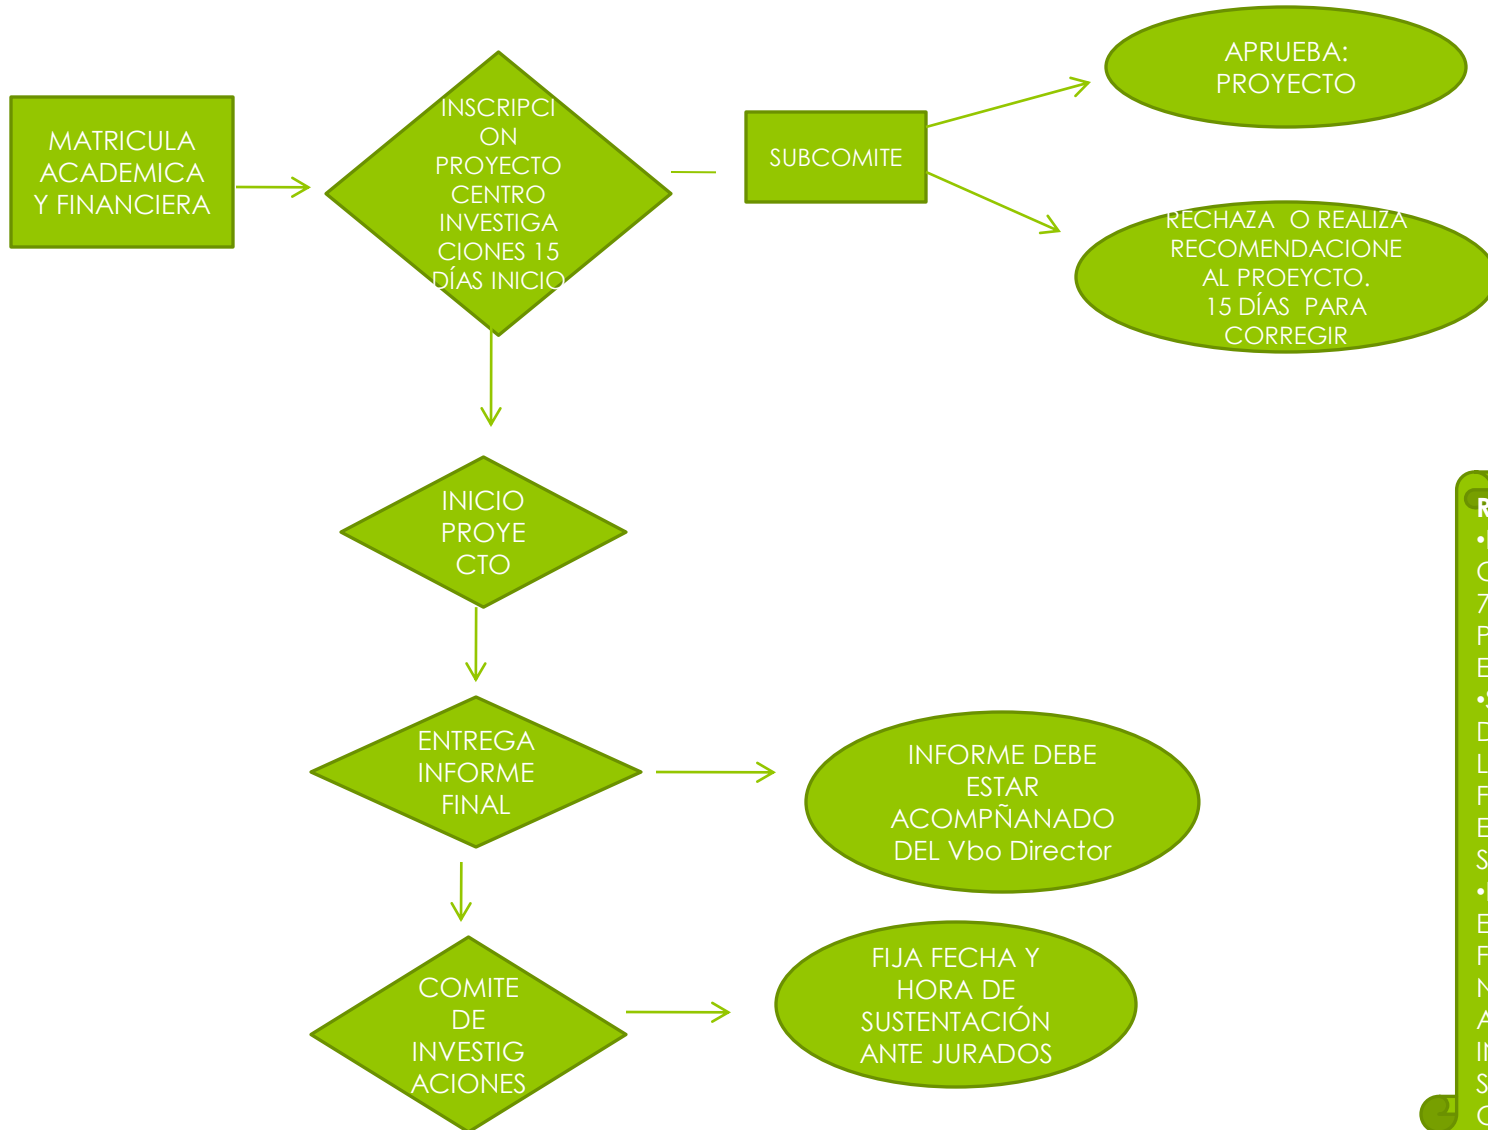 MATRICULA
ACADEMICA
Y FINANCIERA
INSCRIPCI
ON
PROYECTO
CENTRO
INVESTIGA
CIONES 15
DÍAS INICIO
SUBCOMITE
APRUEBA:
PROYECTO
RECHAZA O REALIZA
RECOMENDACIONE
AL PROEYCTO.
15 DÍAS PARA
CORREGIR
INICIO
PROYE
CTO
ENTREGA
INFORME
FINAL
INFORME DEBE
ESTAR
ACOMPÑANADO
DEL Vbo Director
COMITE
DE
INVESTIG
ACIONES
FIJA FECHA Y
HORA DE
SUSTENTACIÓN
ANTE JURADOS